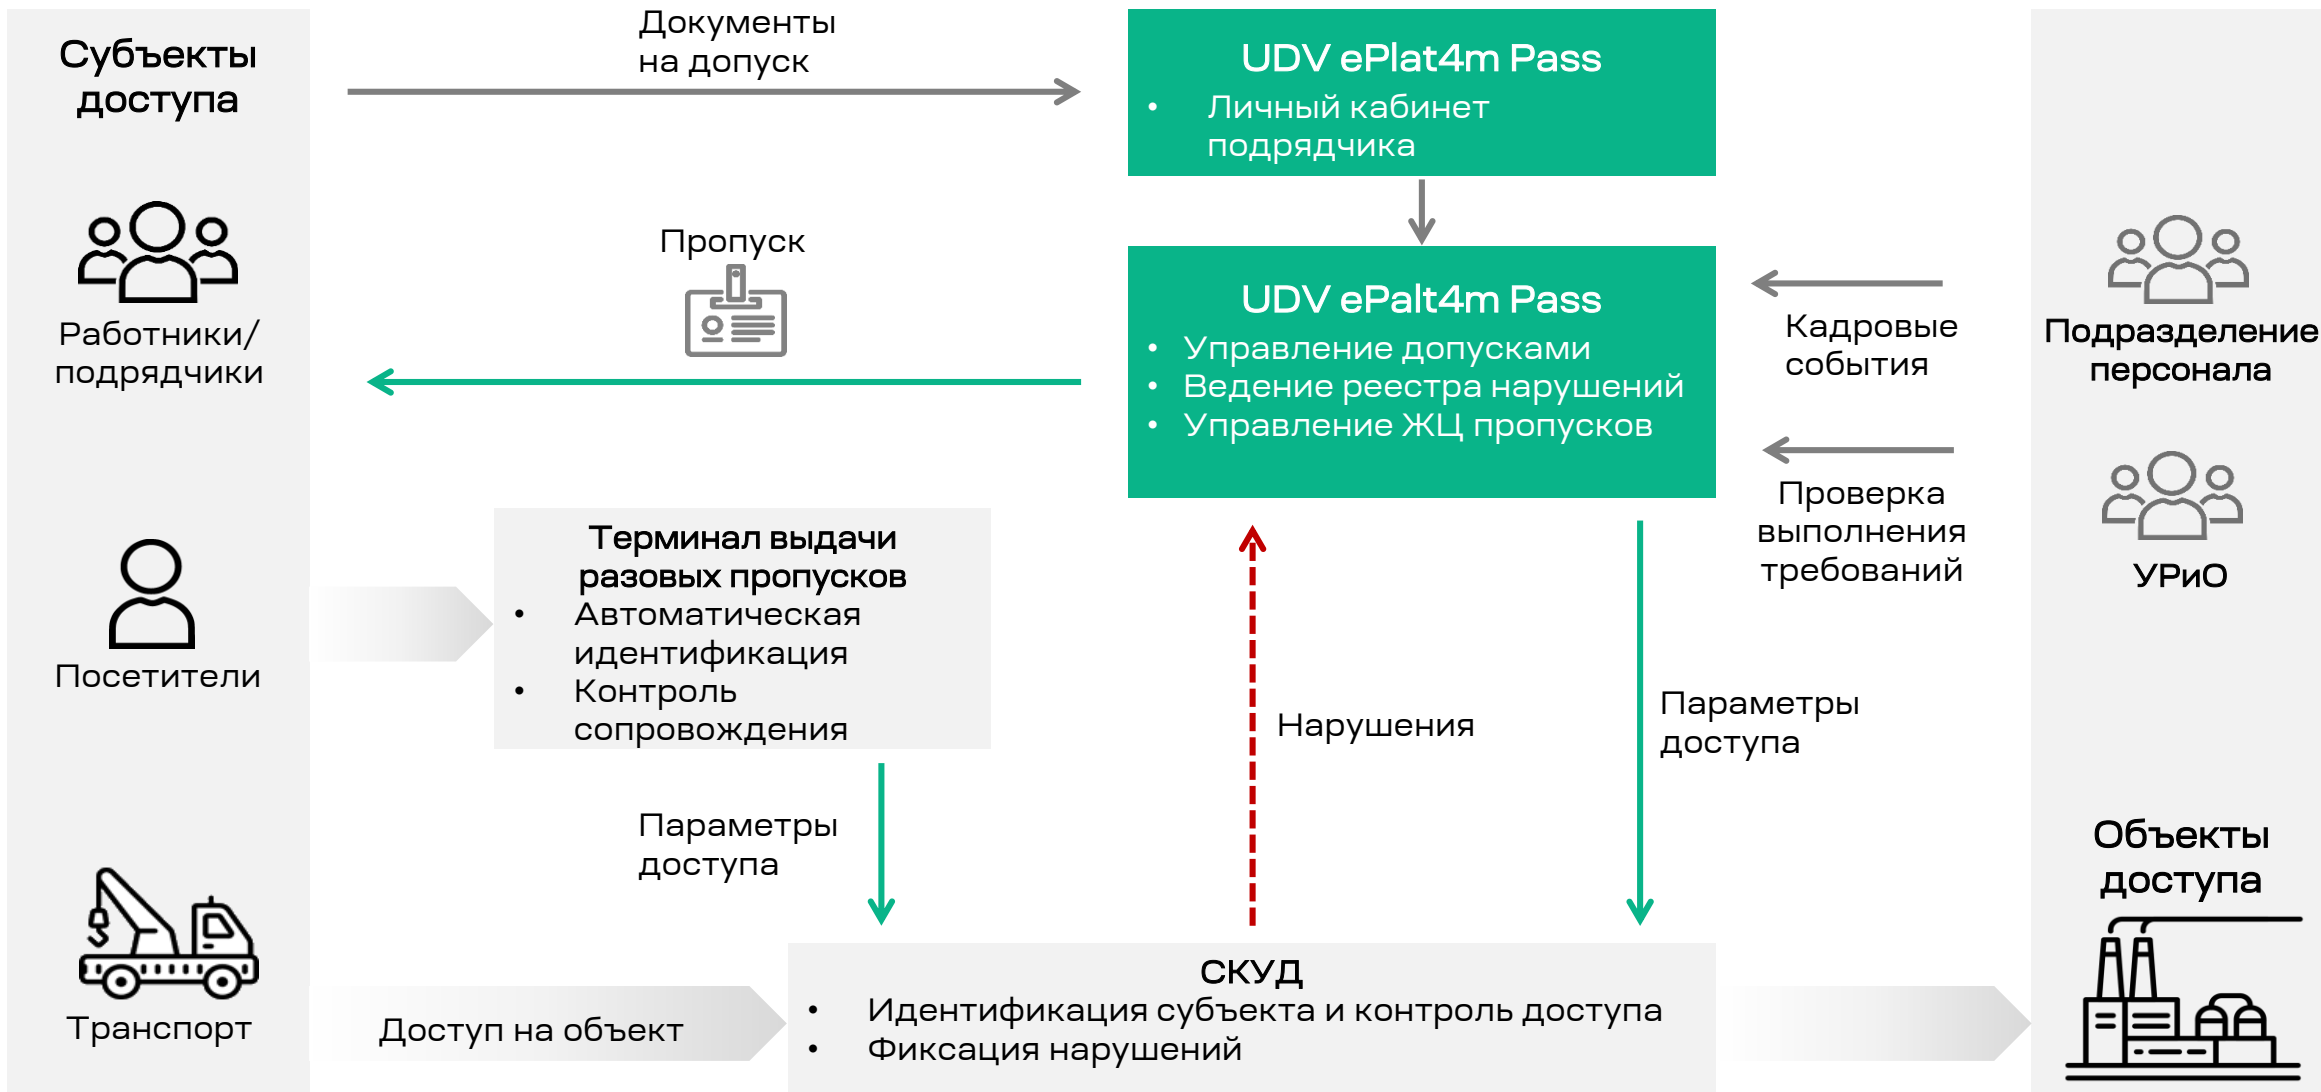 Субъекты
доступа
Работники/
подрядчики
Посетители
Транспорт
Документы
на допуск
Пропуск
UDV ePlat4m Pass
• Личный кабинет
подрядчика
UDV ePalt4m Pass
• Управление допусками
• Ведение реестра нарушений
• Управление ЖЦ пропусков
Кадровые
события
Проверка
выполнения
требований
Подразделение
персонала
УРиО
Терминал выдачи
разовых пропусков
• Автоматическая
идентификация
• Контроль
сопровождения
Параметры
доступа
Нарушения
Параметры
доступа
Объекты
доступа
Доступ на объект
СКУД
• Идентификация субъекта и контроль доступа
• Фиксация нарушений